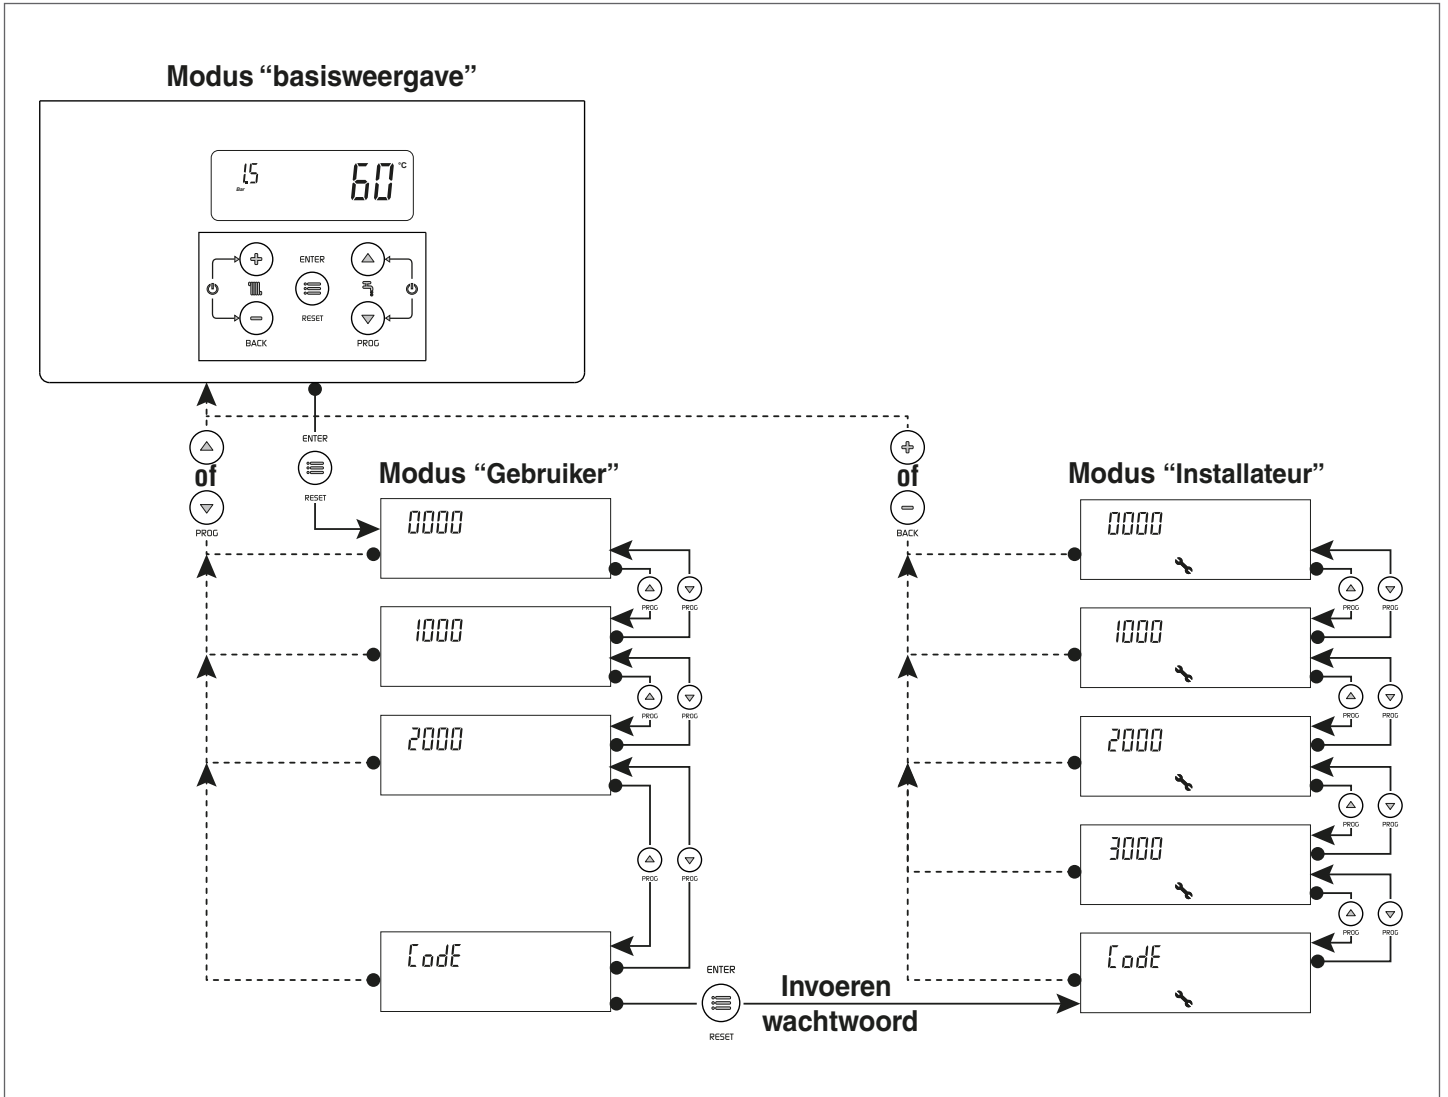 Modus “basisweergave”
1.5
Bar
60 °C
ENTER
RESET
BACK
PROG
ENTER
RESET
of
PROG
of
BACK
Modus “Gebruiker”
0000
PROG PROG
1000
PROG PROG
2000
PROG PROG
CodE
ENTER
RESET
Invoeren
wachtwoord
Modus “Installateur”
0000
PROG PROG
1000
PROG PROG
2000
PROG PROG
3000
PROG PROG
CodE